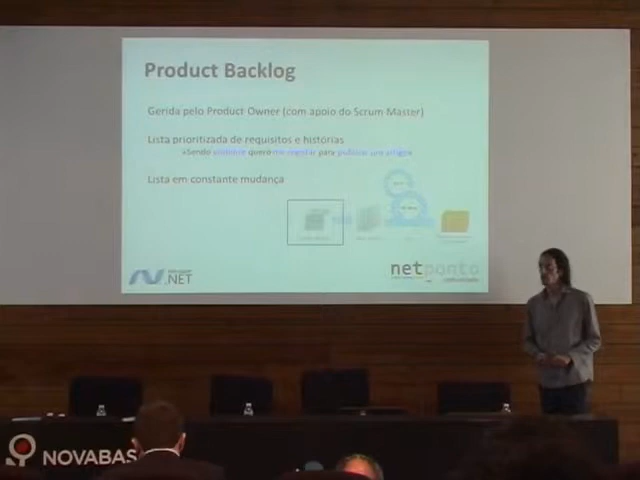 Product Backlog
Gerida pelo Product Owner (com apoio do Scrum Master)
Lista prioritizada de requisitos e histórias
«Sendo visitante quero me registar para publicar um artigo»
Lista em constante mudança
.NET
netponto
NOVABAS